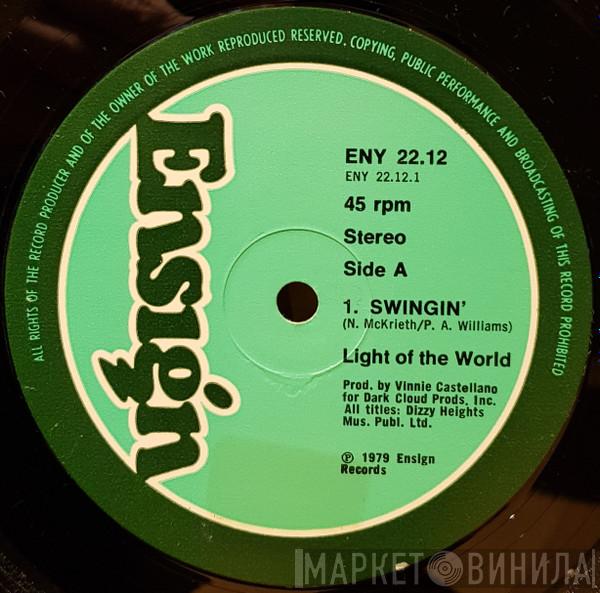 ALL RIGHTS OF THE RECORD PRODUCER AND OF THE OWNER OF THE WORK REPRODUCED RESERVED. COPYING, PUBLIC PERFORMANCE AND BROADCASTING OF THIS RECORD PROHIBITED
Ensign
ENY 22.12
ENY 22.12.1
45 rpm
Stereo
Side A
1. SWINGIN'
(N. McKrieth/P. A. Williams)
Light of the World
Prod. by Vinnie Castellano
for Dark Cloud Prods, Inc.
All titles: Dizzy Heights
Mus. Publ. Ltd.
℗ 1979 Ensign
Records
МАРКЕТ ВИНИЛА